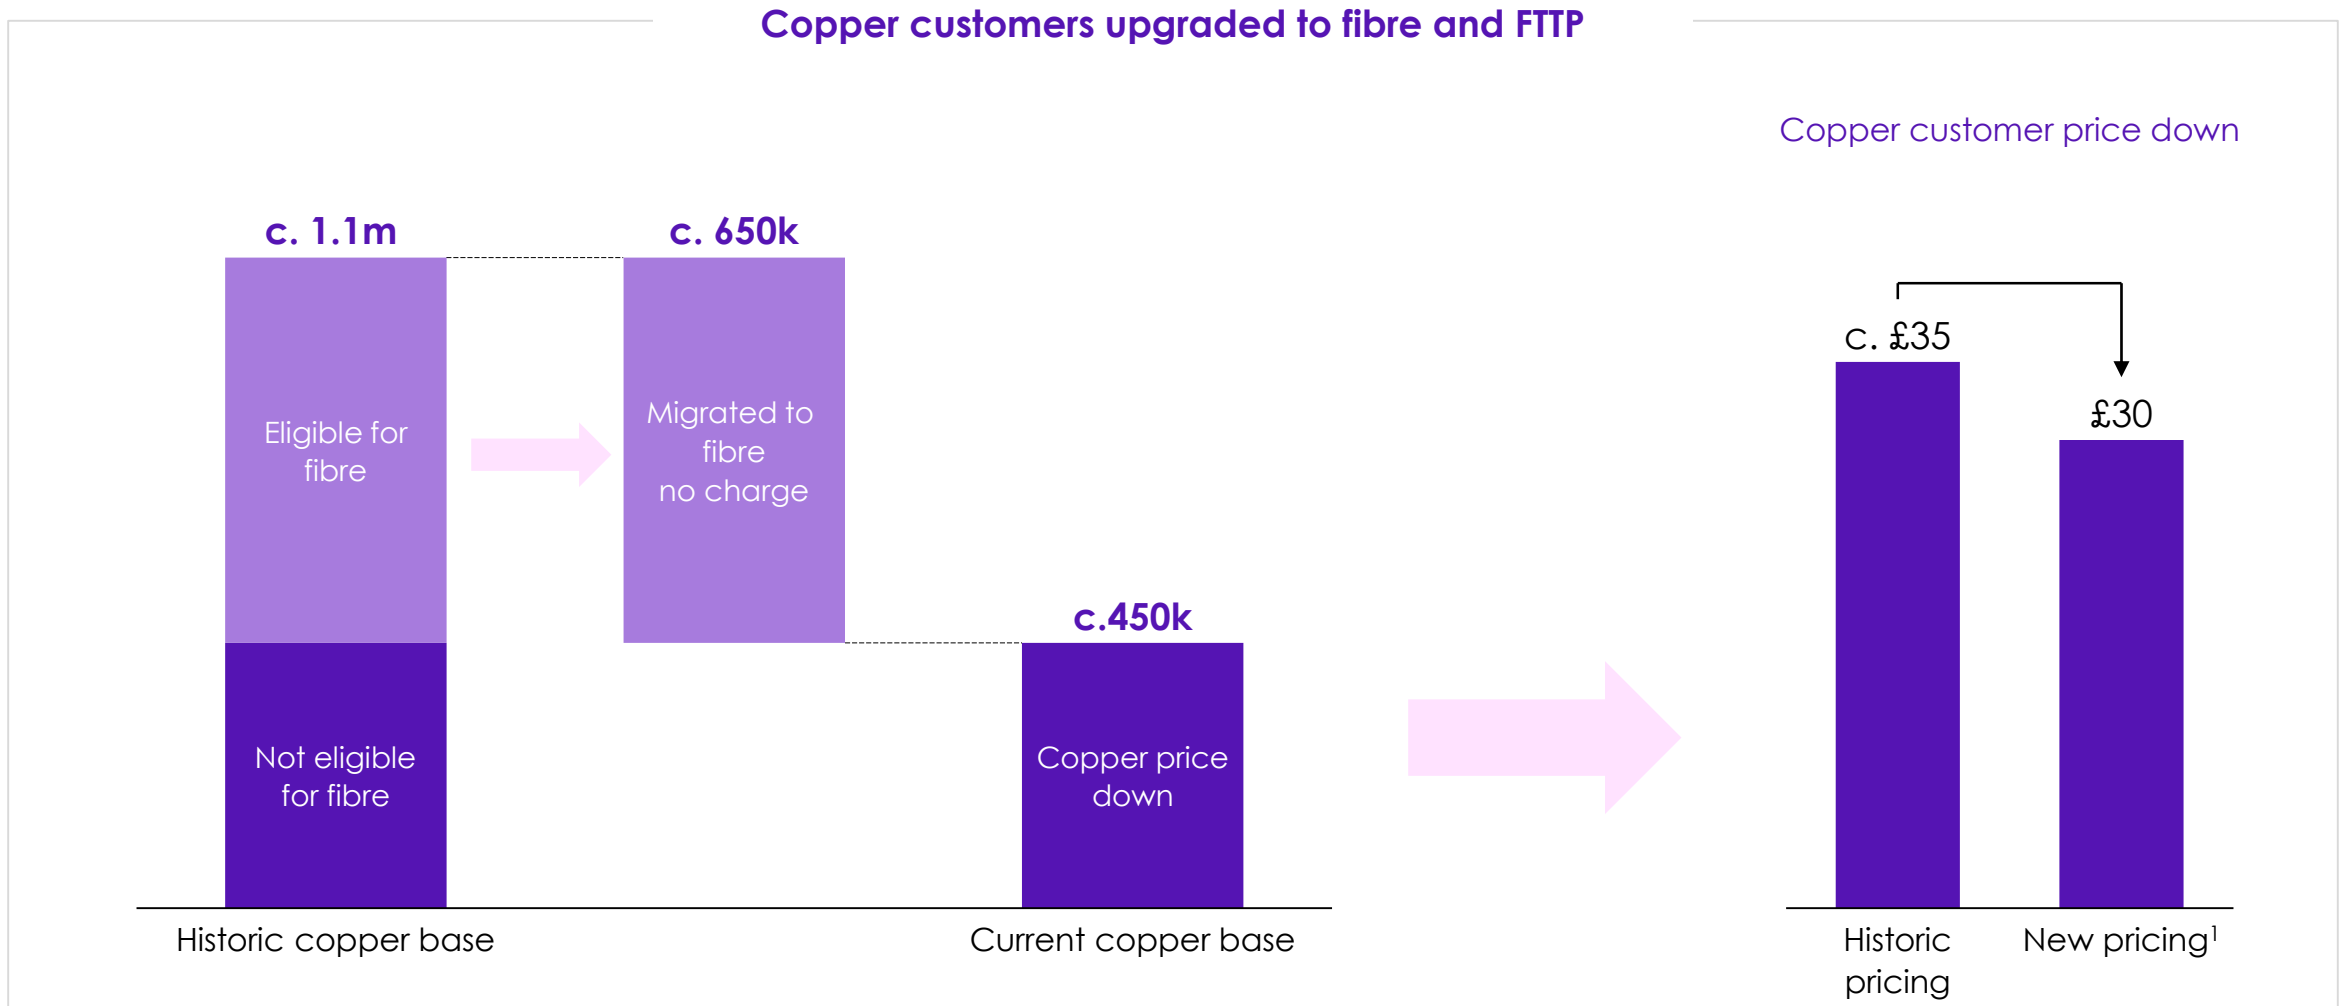 Copper customers upgraded to fibre and FTTP
Copper customer price down
c. 1.1m
c. 650k
Eligible for
fibre
Migrated to
fibre
no charge
Not eligible
for fibre
c.450k
Copper price
down
Historic copper base
Current copper base
c. £35
£30
Historic
pricing
New pricing¹